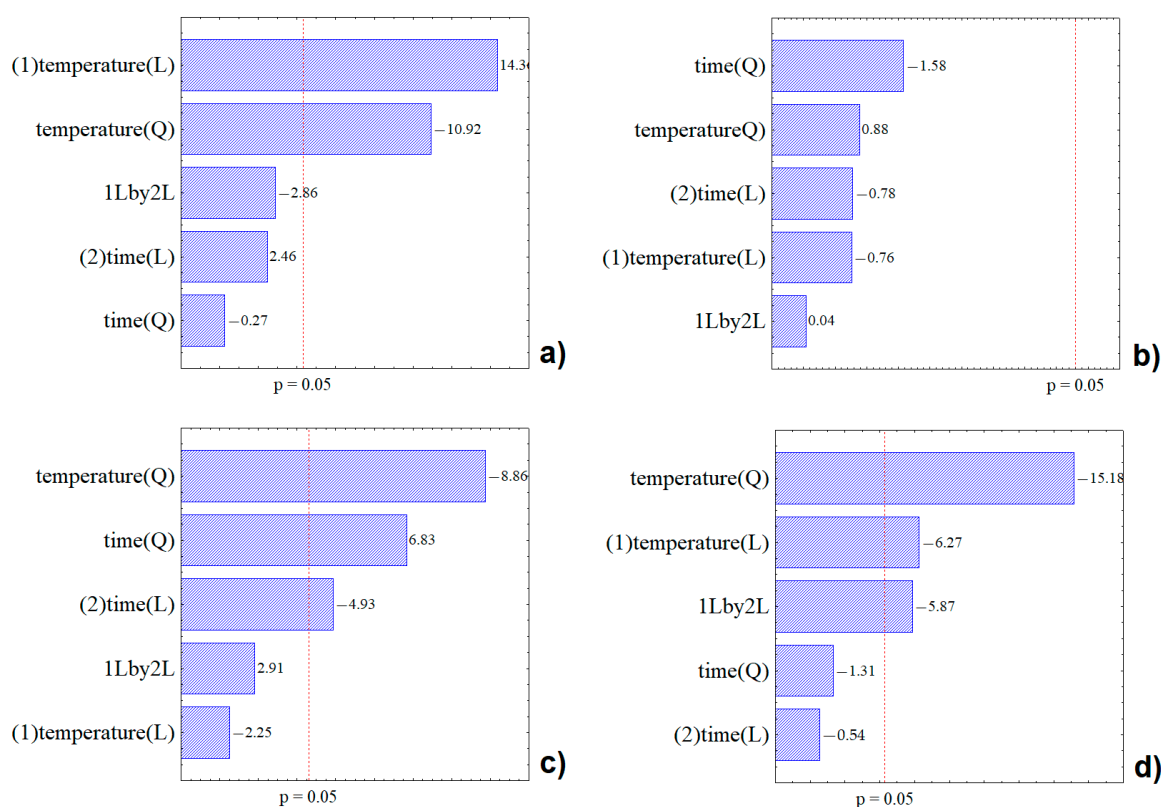 (1)temperature(L)
14.3
temperature(Q)
−10.92
1Lby2L
−2.86
(2)time(L)
2.46
time(Q)
−0.27
a)
p = 0.05
time(Q)
−1.58
temperatureQ)
0.88
(2)time(L)
−0.78
(1)temperature(L)
−0.76
1Lby2L
0.04
b)
p = 0.05
temperature(Q)
−8.86
time(Q)
6.83
(2)time(L)
−4.93
1Lby2L
2.91
(1)temperature(L)
−2.25
c)
p = 0.05
temperature(Q)
−15.18
(1)temperature(L)
−6.27
1Lby2L
−5.87
time(Q)
−1.31
(2)time(L)
−0.54
d)
p = 0.05